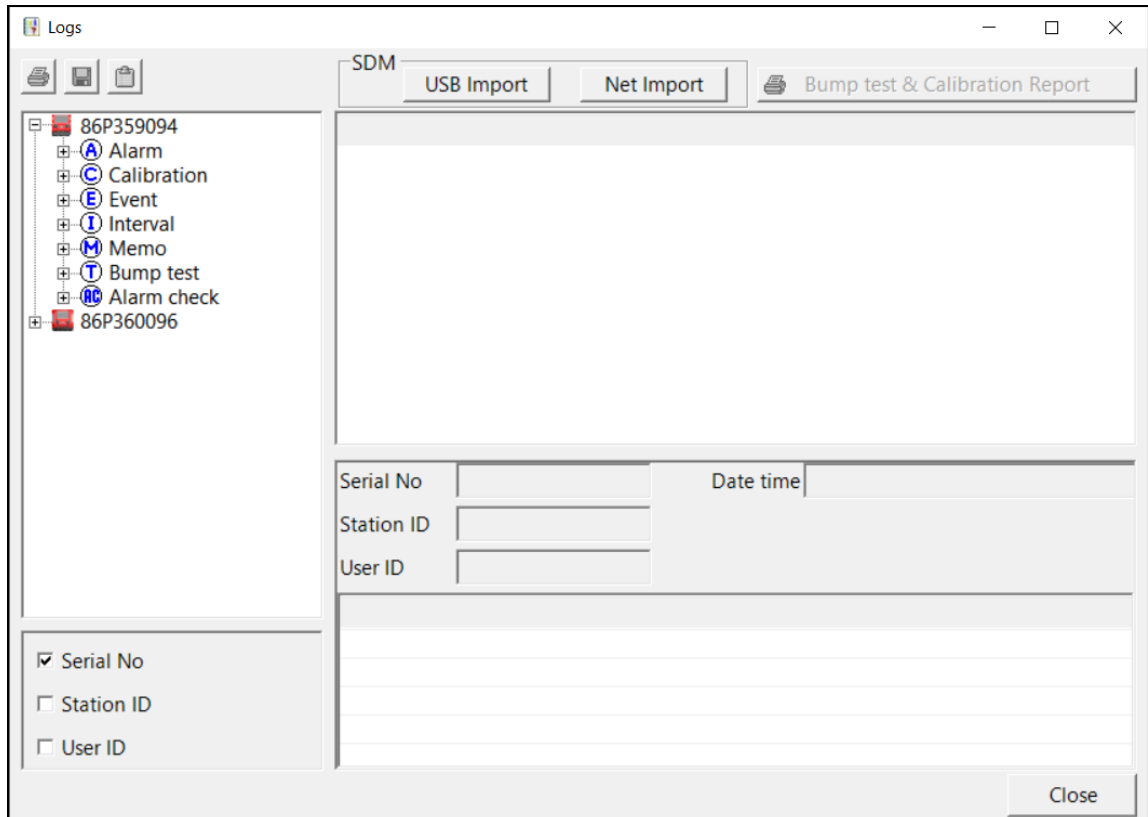 Logs
SDM
USB Import
Net Import
Bump test & Calibration Report
86P359094
A Alarm
C Calibration
E Event
I Interval
M Memo
T Bump test
AC Alarm check
86P360096
Serial No
Date time
Station ID
User ID
Serial No
Station ID
User ID
Close